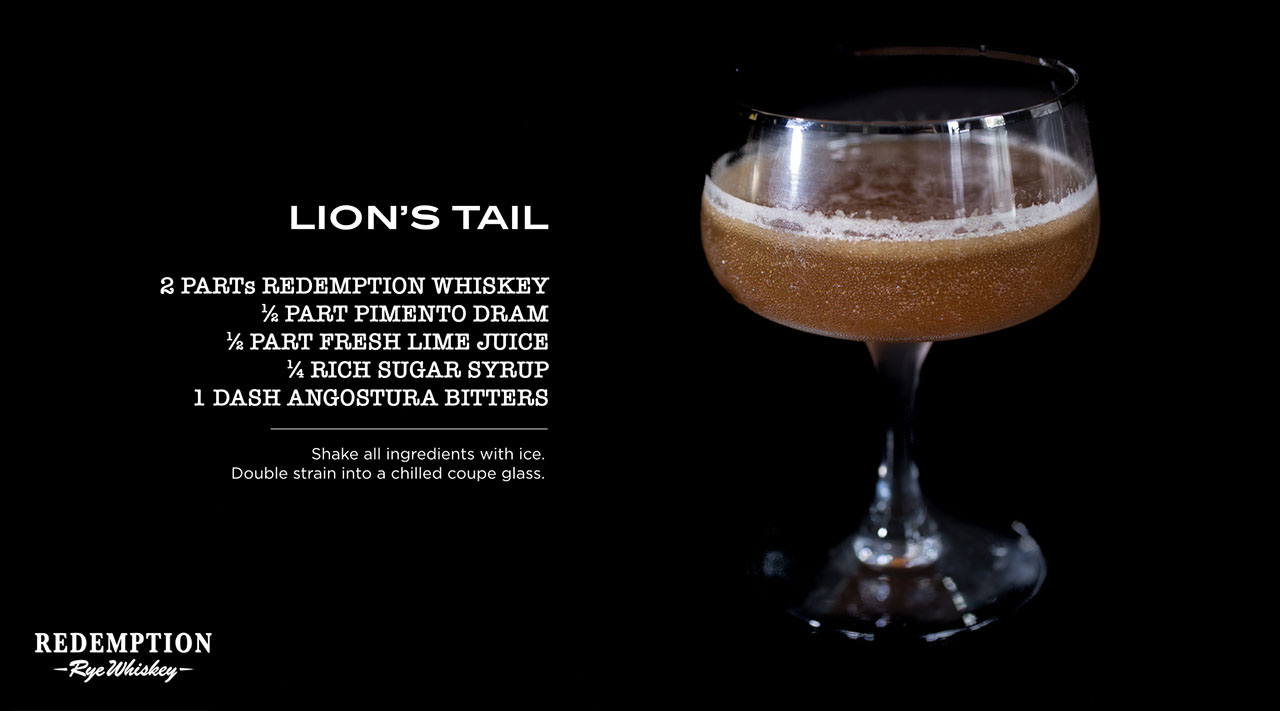 LION'S TAIL
2 PARTs REDEMPTION WHISKEY
½ PART PIMENTO DRAM
½ PART FRESH LIME JUICE
¼ RICH SUGAR SYRUP
1 DASH ANGOSTURA BITTERS
Shake all ingredients with ice.
Double strain into a chilled coupe glass.
REDEMPTION
Rye Whiskey